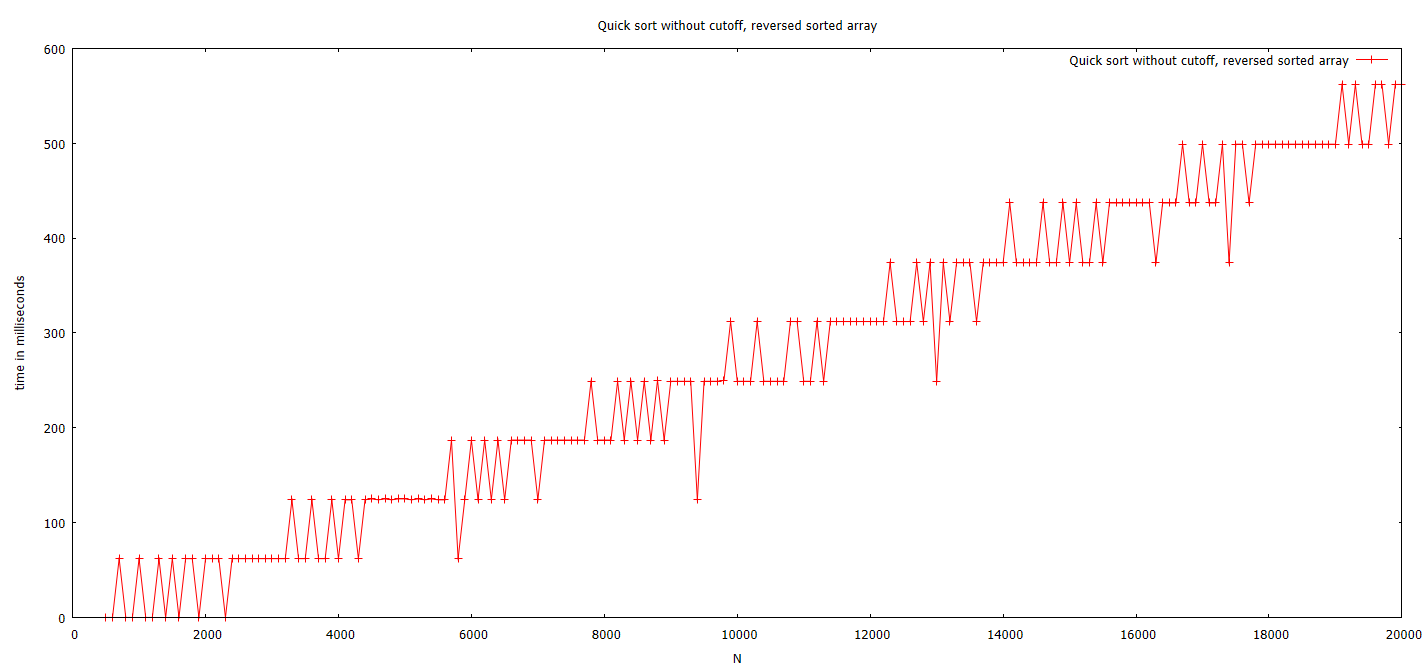 Quick sort without cutoff, reversed sorted array
Quick sort without cutoff, reversed sorted array
600
500
400
300
200
100
0
time in milliseconds
0 2000 4000 6000 8000 10000 12000 14000 16000 18000 20000
N